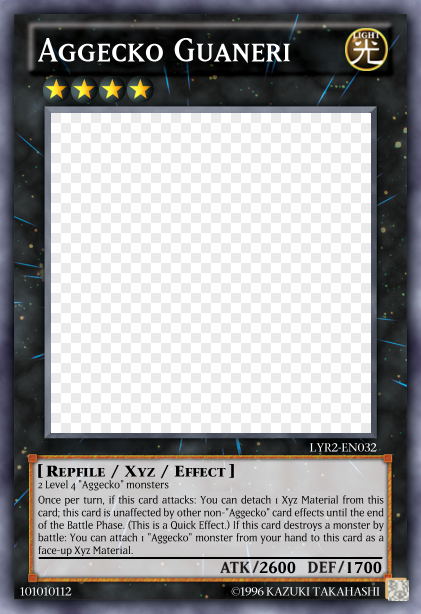 Aggecko Guaneri
LIGHT
光
LYR2-EN032
[ Repfile / Xyz / Effect ]
2 Level 4 "Aggecko" monsters
Once per turn, if this card attacks: You can detach 1 Xyz Material from this
card; this card is unaffected by other non-"Aggecko" card effects until the end
of the Battle Phase. (This is a Quick Effect.) If this card destroys a monster by
battle: You can attach 1 "Aggecko" monster from your hand to this card as a
face-up Xyz Material.
ATK/2600 DEF/1700
101010112
©1996 KAZUKI TAKAHASHI